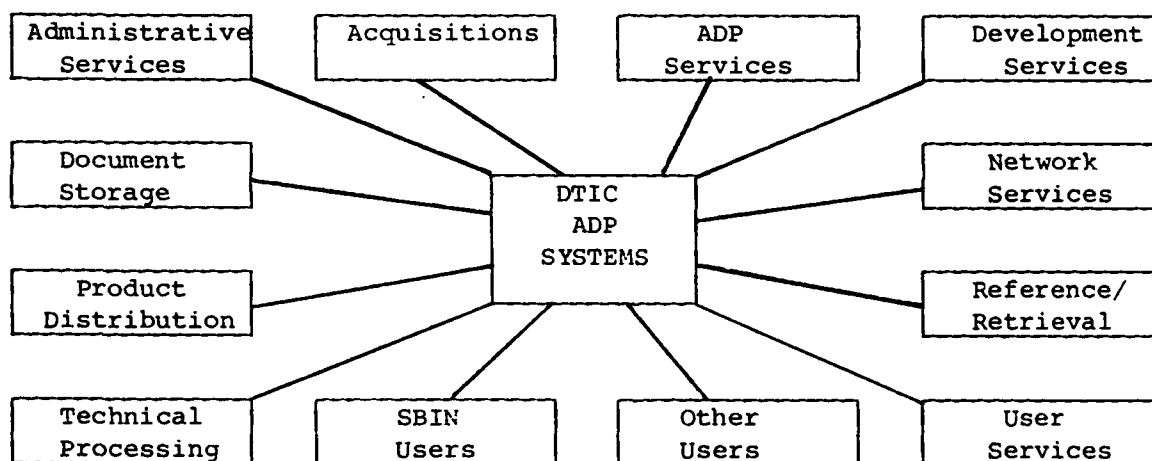 Administrative
Services
Acquisitions
ADP
Services
Development
Services
Document
Storage
DTIC
ADP
SYSTEMS
Network
Services
Product
Distribution
Reference/
Retrieval
Technical
Processing
SBIN
Users
Other
Users
User
Services